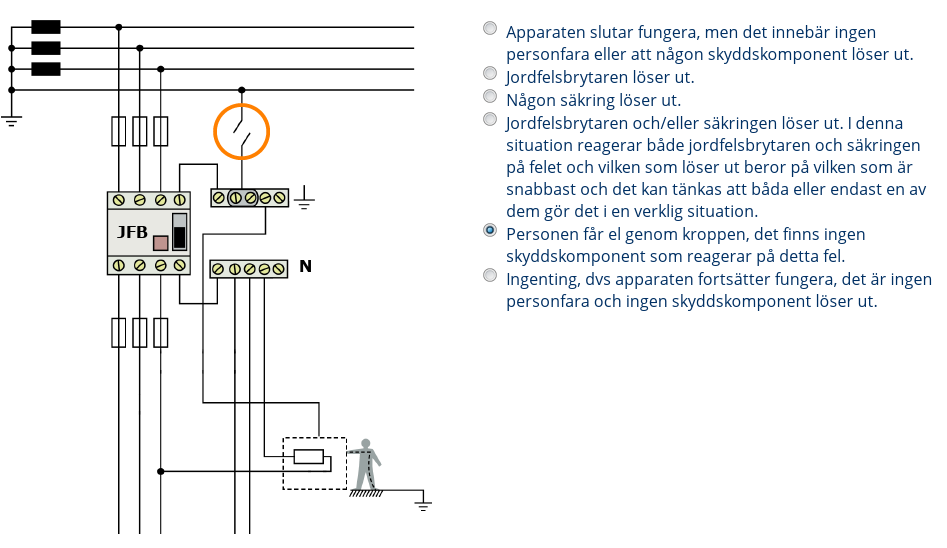 JFB
N
Apparaten slutar fungera, men det innebär ingen
personfara eller att någon skyddskomponent löser ut.
Jordfelsbrytaren löser ut.
Någon säkring löser ut.
Jordfelsbrytaren och/eller säkringen löser ut. I denna
situation reagerar både jordfelsbrytaren och säkringen
på felet och vilken som löser ut beror på vilken som är
snabbast och det kan tänkas att båda eller endast en av
dem gör det i en verklig situation.
Personen får el genom kroppen, det finns ingen
skyddskomponent som reagerar på detta fel.
Ingenting, dvs apparaten fortsätter fungera, det är ingen
personfara och ingen skyddskomponent löser ut.